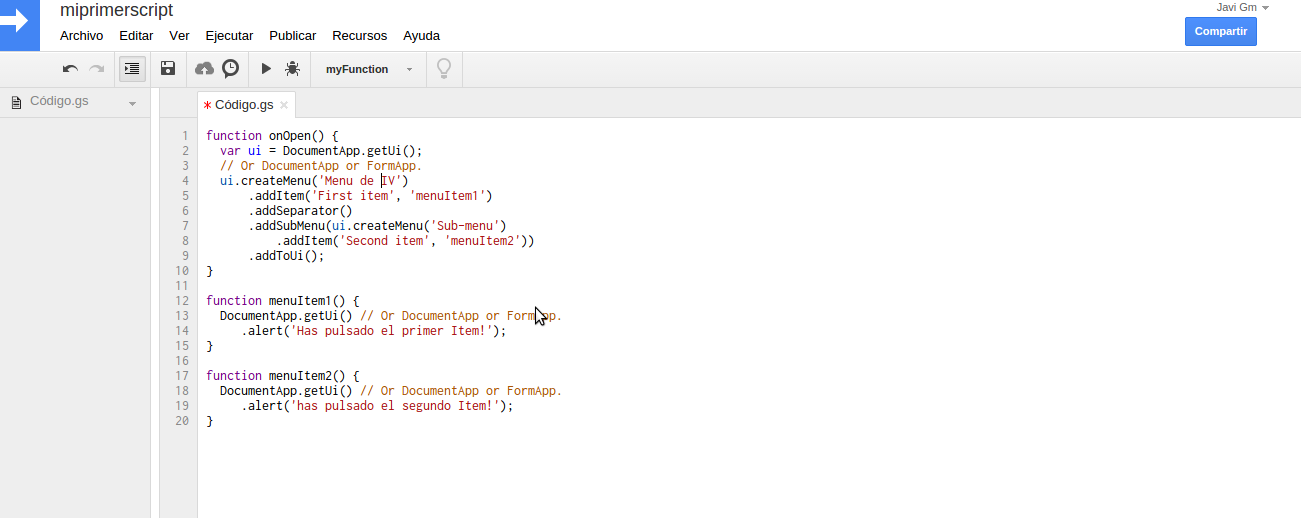 miprimerscript
Javi Gm
Archivo Editar Ver Ejecutar Publicar Recursos Ayuda
Compartir
myFunction
Código.gs
* Código.gs ×
1 function onOpen() {
2   var ui = DocumentApp.getUi();
3   // Or DocumentApp or FormApp.
4   ui.createMenu('Menu de IV')
5       .addItem('First item', 'menuItem1')
6       .addSeparator()
7       .addSubMenu(ui.createMenu('Sub-menu')
8           .addItem('Second item', 'menuItem2'))
9       .addToUi();
10 }
11
12 function menuItem1() {
13   DocumentApp.getUi() // Or DocumentApp or FormApp.
14      .alert('Has pulsado el primer Item!');
15 }
16
17 function menuItem2() {
18   DocumentApp.getUi() // Or DocumentApp or FormApp.
19      .alert('has pulsado el segundo Item!');
20 }